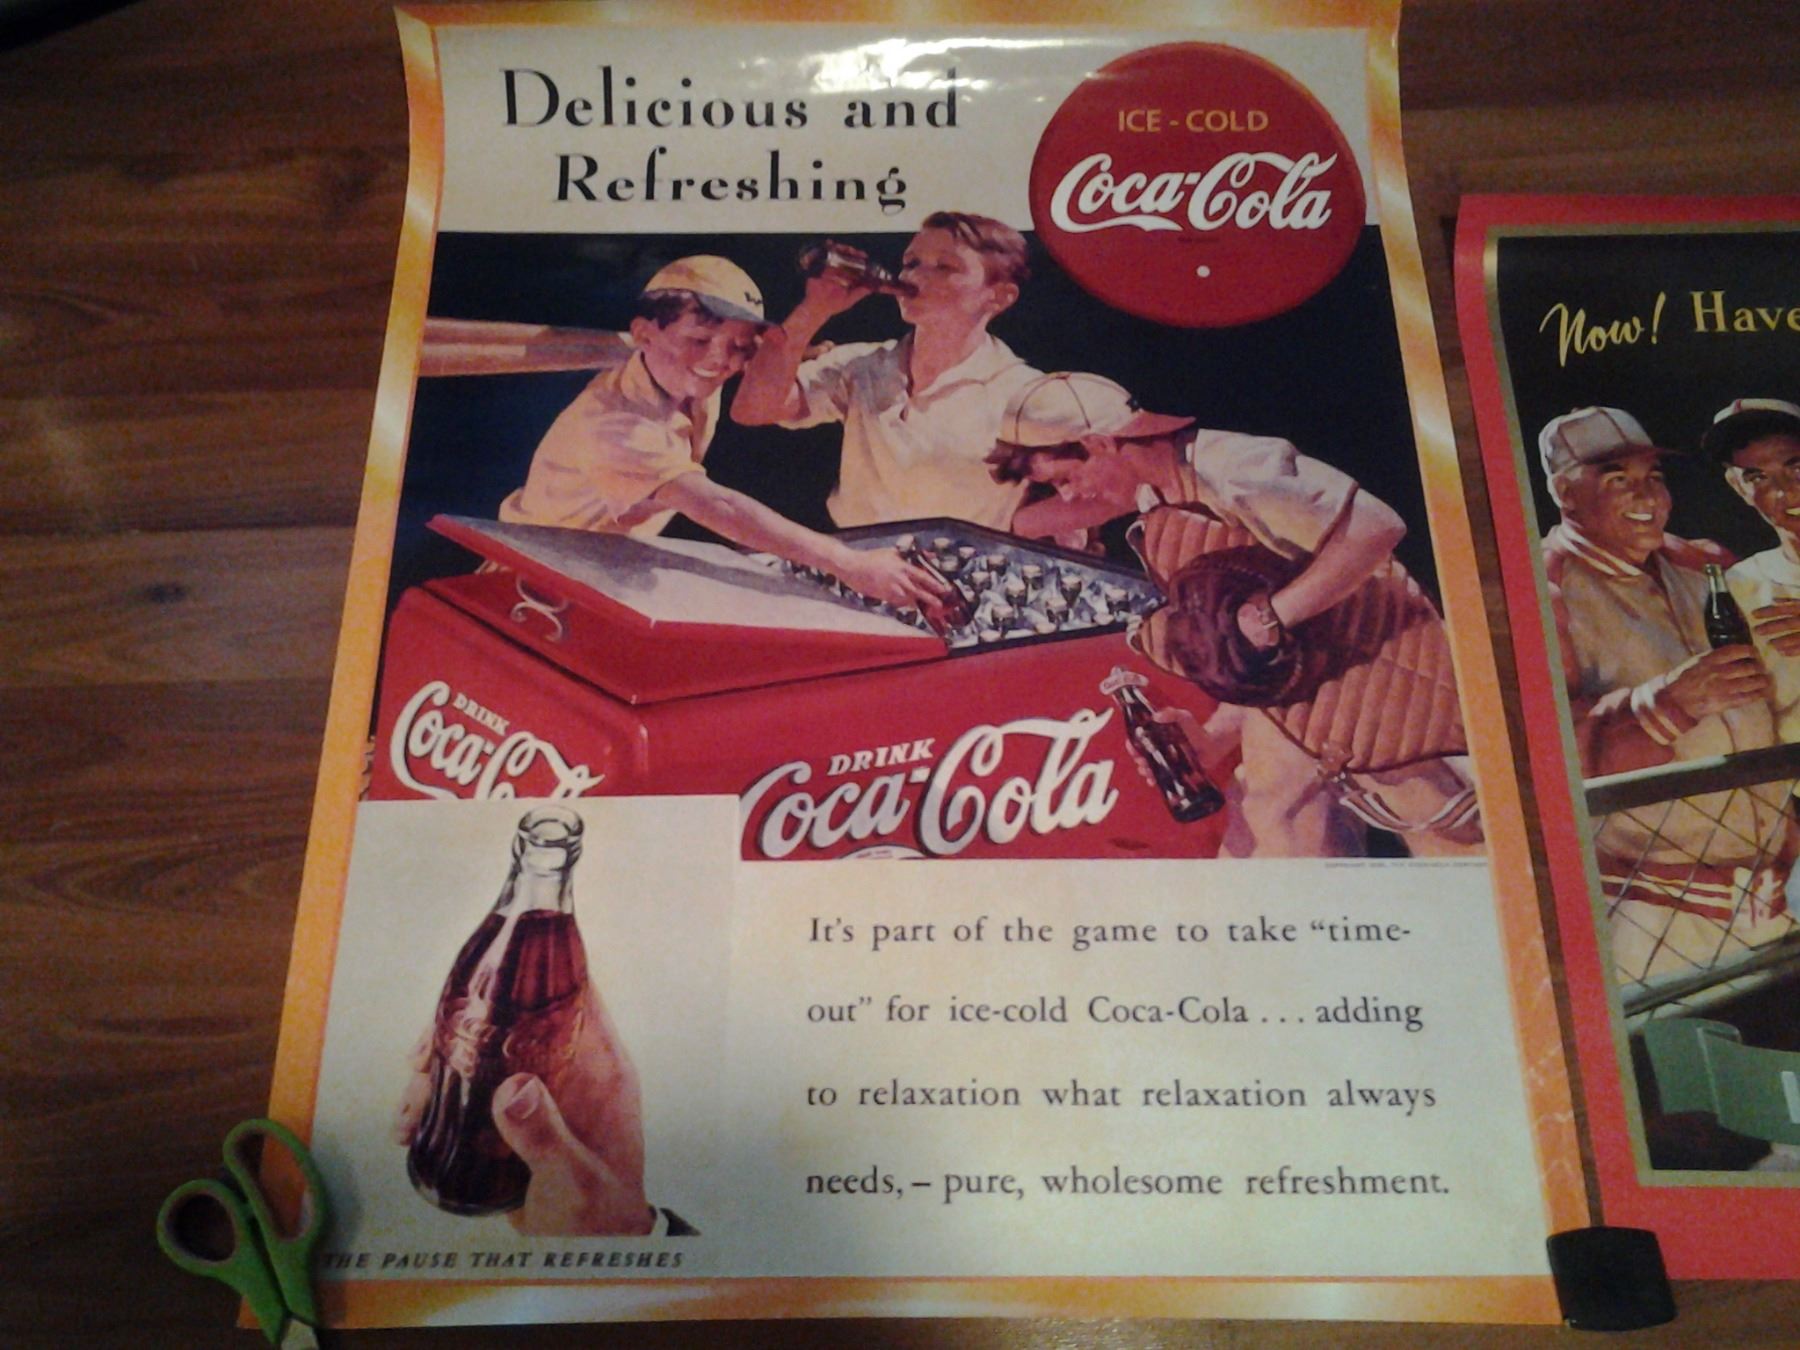 Delicious and
Refreshing
ICE - COLD
Coca-Cola
DRINK
Coca-Co
DRINK
Coca-Cola
It's part of the game to take “time-
out” for ice-cold Coca-Cola . . . adding
to relaxation what relaxation always
needs, – pure, wholesome refreshment.
THE PAUSE THAT REFRESHES
Now! Have